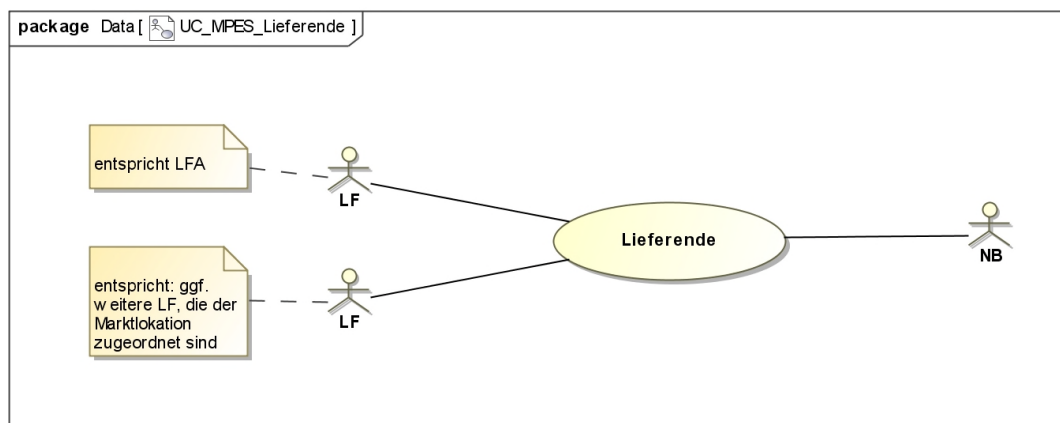 package Data [ UC_MPES_Lieferende ]
entspricht LFA
LF
Lieferende
NB
entspricht: ggf.
weitere LF, die der
Marktlokation
zugeordnet sind
LF